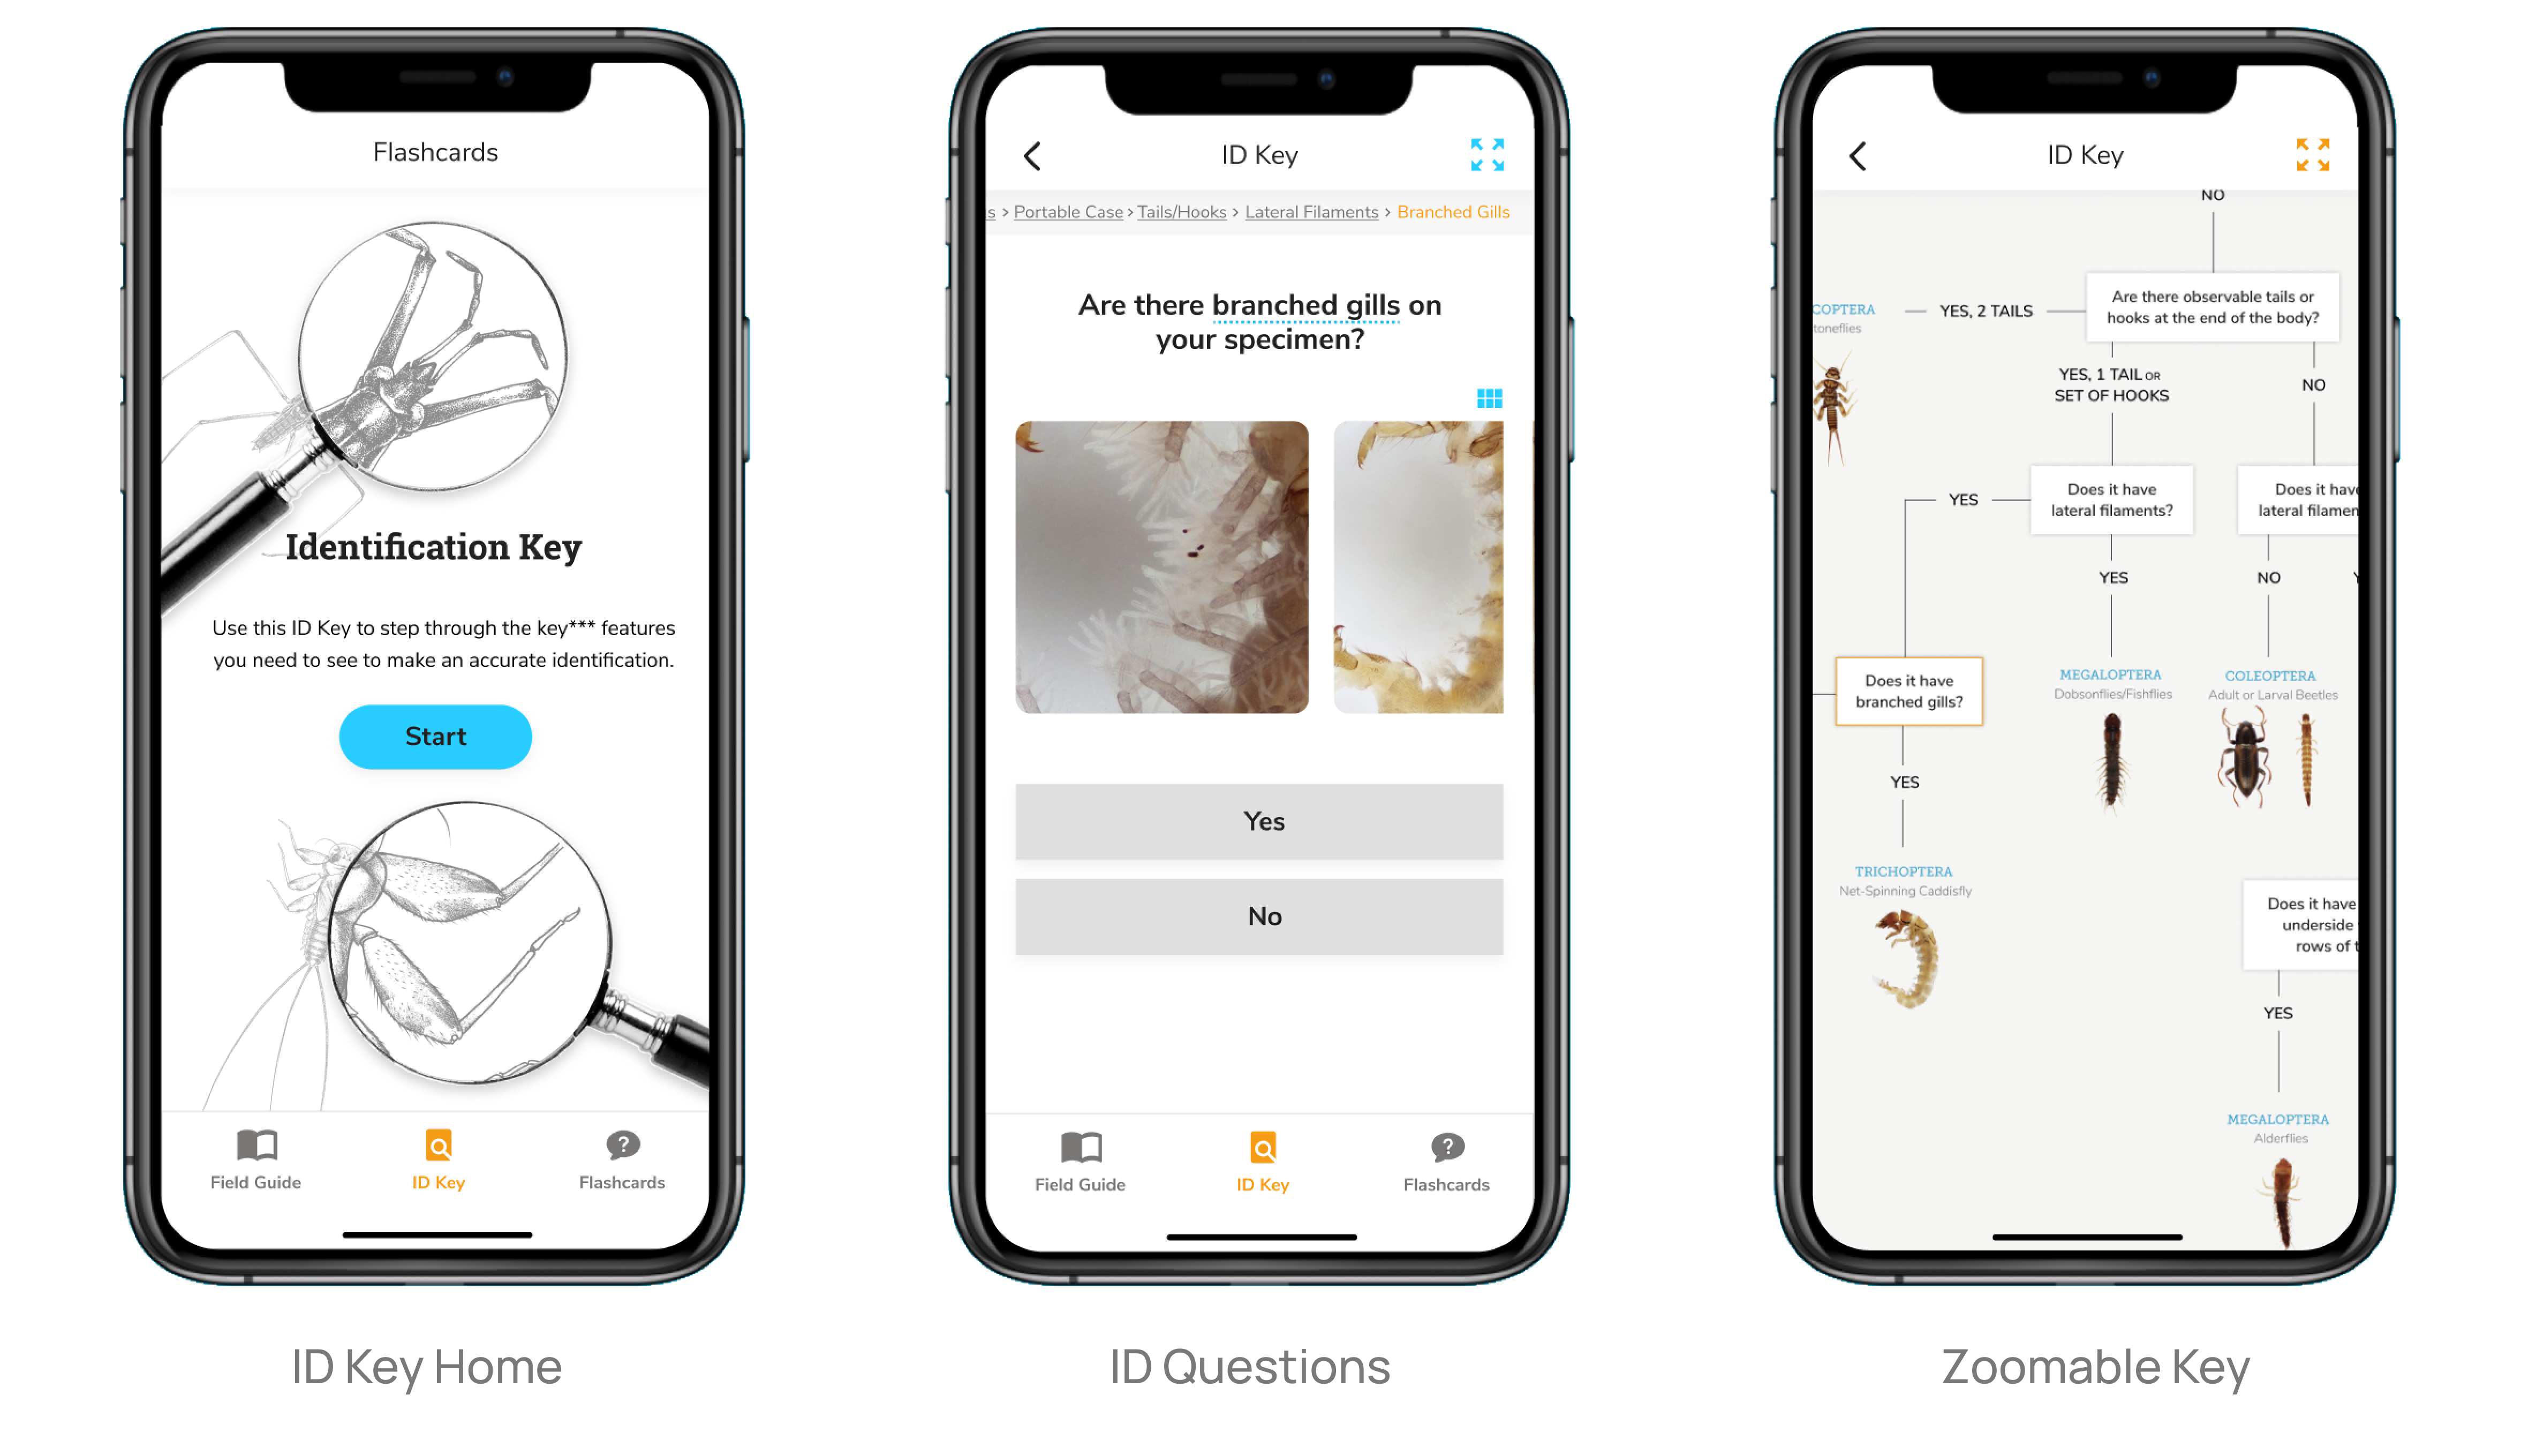 Flashcards
Identification Key
Use this ID Key to step through the key*** features
you need to see to make an accurate identification.
Start
Field Guide
ID Key
Flashcards
ID Key Home
ID Key
s > Portable Case > Tails/Hooks > Lateral Filaments > Branched Gills
Are there branched gills on
your specimen?
Yes
No
Field Guide
ID Key
Flashcards
ID Questions
ID Key
NO
Are there observable tails or
hooks at the end of the body?
YES, 2 TAILS
COPTERA
toneflies
YES, 1 TAIL OR
SET OF HOOKS
NO
Does it have
lateral filaments?
YES
Does it have
lateral filamen
YES
NO
Does it have
branched gills?
MEGALOPTERA
Dobsonflies/Fishflies
COLEOPTERA
Adult or Larval Beetles
YES
TRICHOPTERA
Net-Spinning Caddisfly
Does it have
underside
rows of t
YES
MEGALOPTERA
Alderflies
Zoomable Key